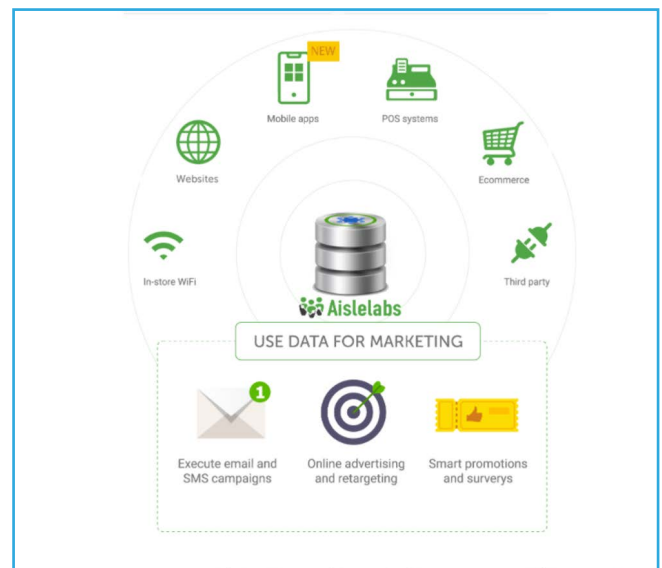 NEW
Mobile apps
POS systems
Websites
Ecommerce
In-store WiFi
Third party
Aislelabs
USE DATA FOR MARKETING
1
Execute email and
SMS campaigns
Online advertising
and retargeting
Smart promotions
and surverys